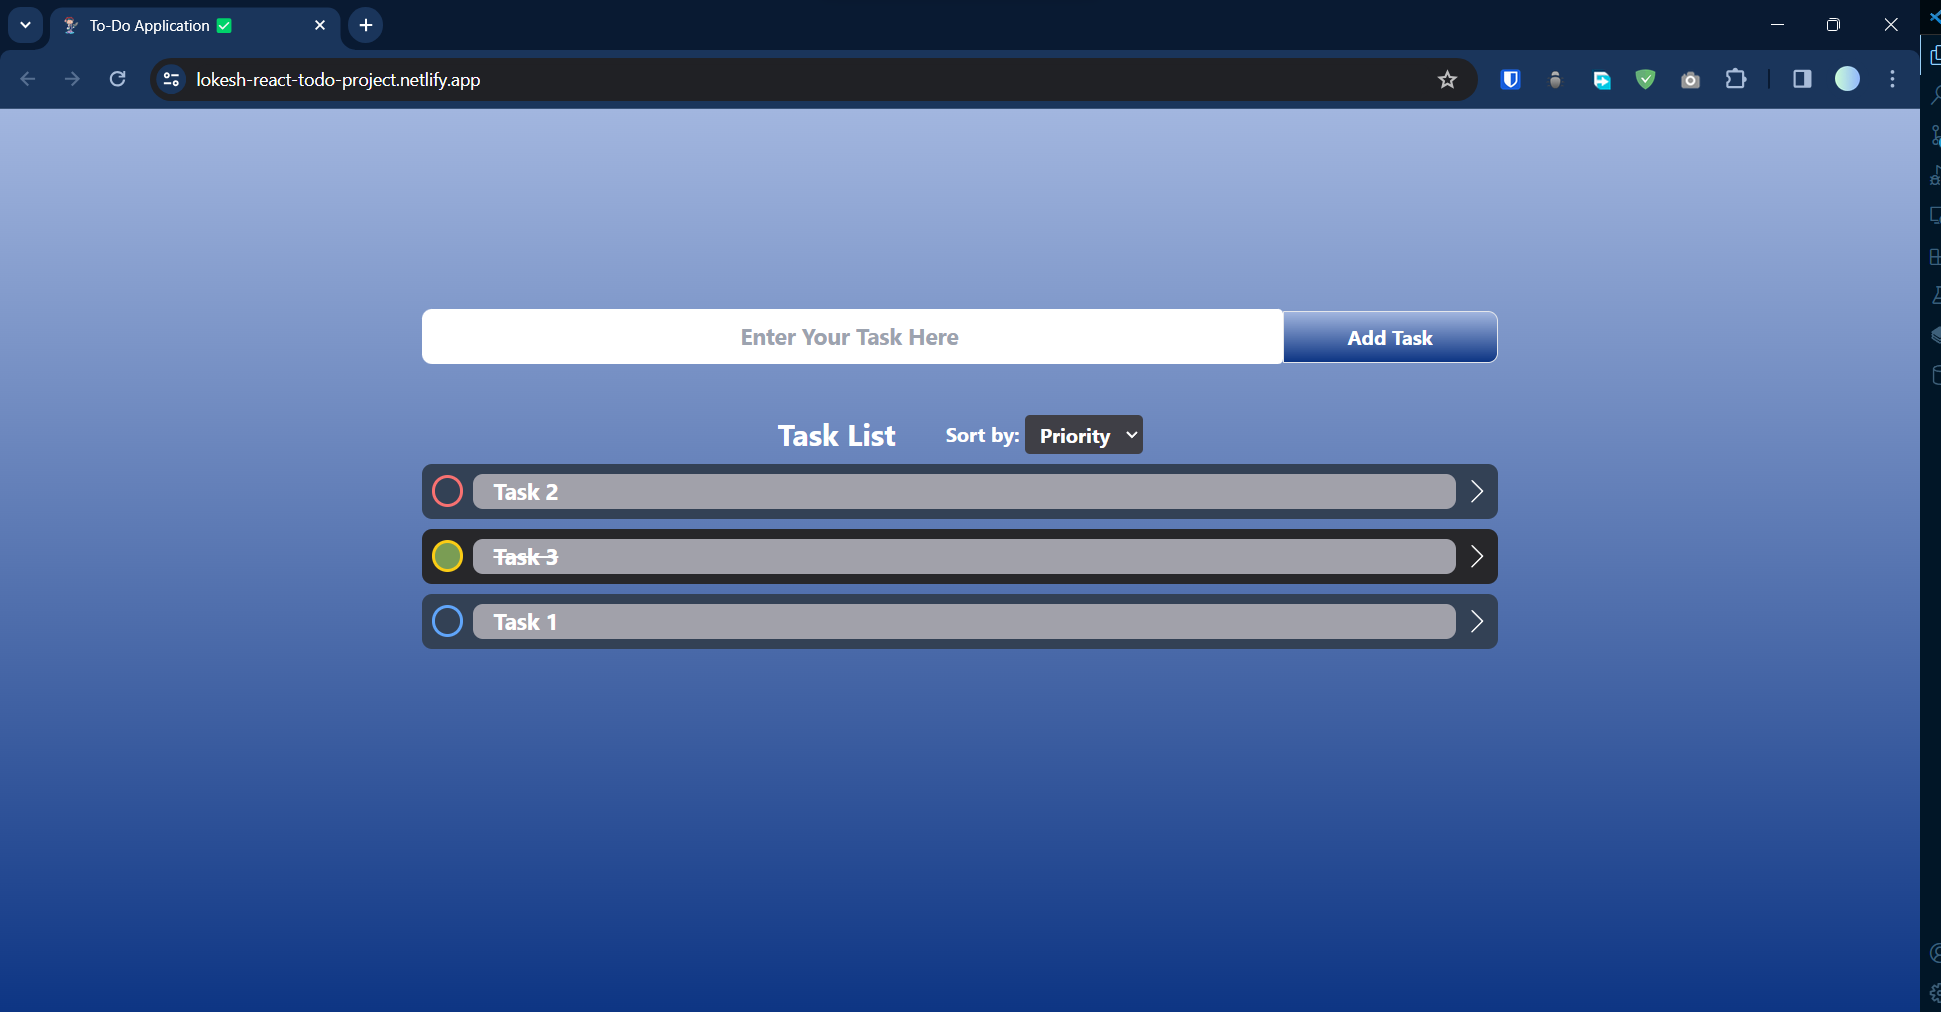 To-Do Application ✅
lokesh-react-todo-project.netlify.app
Enter Your Task Here
Add Task
Task List
Sort by: Priority
Task 2
Task 3
Task 1